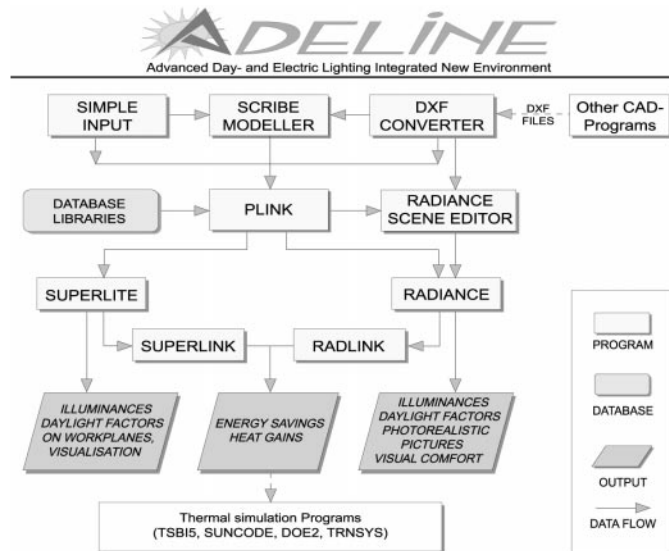 ADELINE
Advanced Day- and Electric Lighting Integrated New Environment
SIMPLE
INPUT
SCRIBE
MODELLER
DXF
CONVERTER
DXF
FILES
Other CAD-
Programs
DATABASE
LIBRARIES
PLINK
RADIANCE
SCENE EDITOR
SUPERLITE
RADIANCE
SUPERLINK
RADLINK
ILLUMINANCES
DAYLIGHT FACTORS
ON WORKPLANES,
VISUALISATION
ENERGY SAVINGS
HEAT GAINS
ILLUMINANCES
DAYLIGHT FACTORS
PHOTOREALISTIC
PICTURES
VISUAL COMFORT
Thermal simulation Programs
(TSBI5, SUNCODE, DOE2, TRNSYS)
PROGRAM
DATABASE
OUTPUT
DATA FLOW